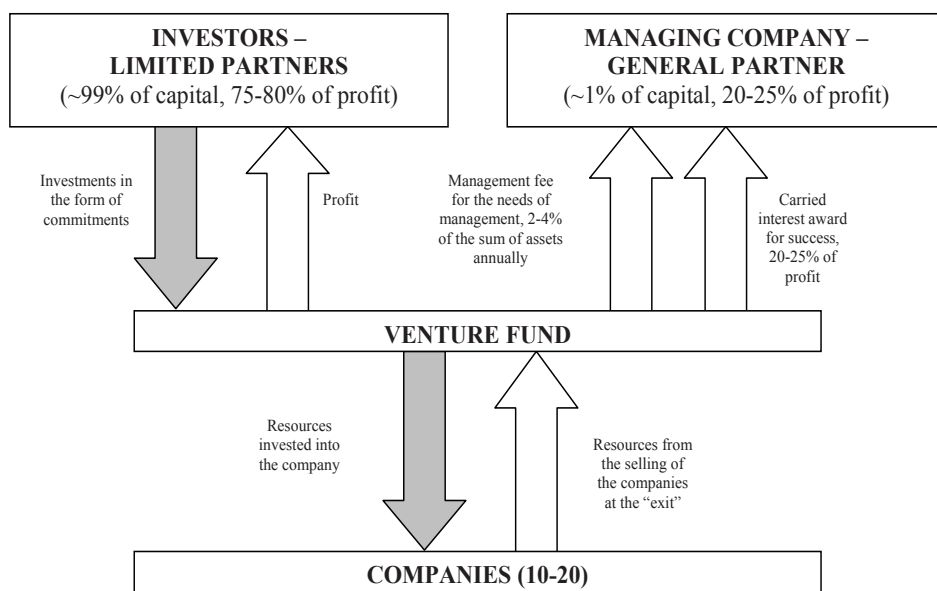 INVESTORS –
LIMITED PARTNERS
(~99% of capital, 75-80% of profit)
MANAGING COMPANY –
GENERAL PARTNER
(~1% of capital, 20-25% of profit)
Investments in
the form of
commitments
Profit
Management fee
for the needs of
management, 2-4%
of the sum of assets
annually
Carried
interest award
for success,
20-25% of
profit
VENTURE FUND
Resources
invested into
the company
Resources from
the selling of
the companies
at the “exit”
COMPANIES (10-20)